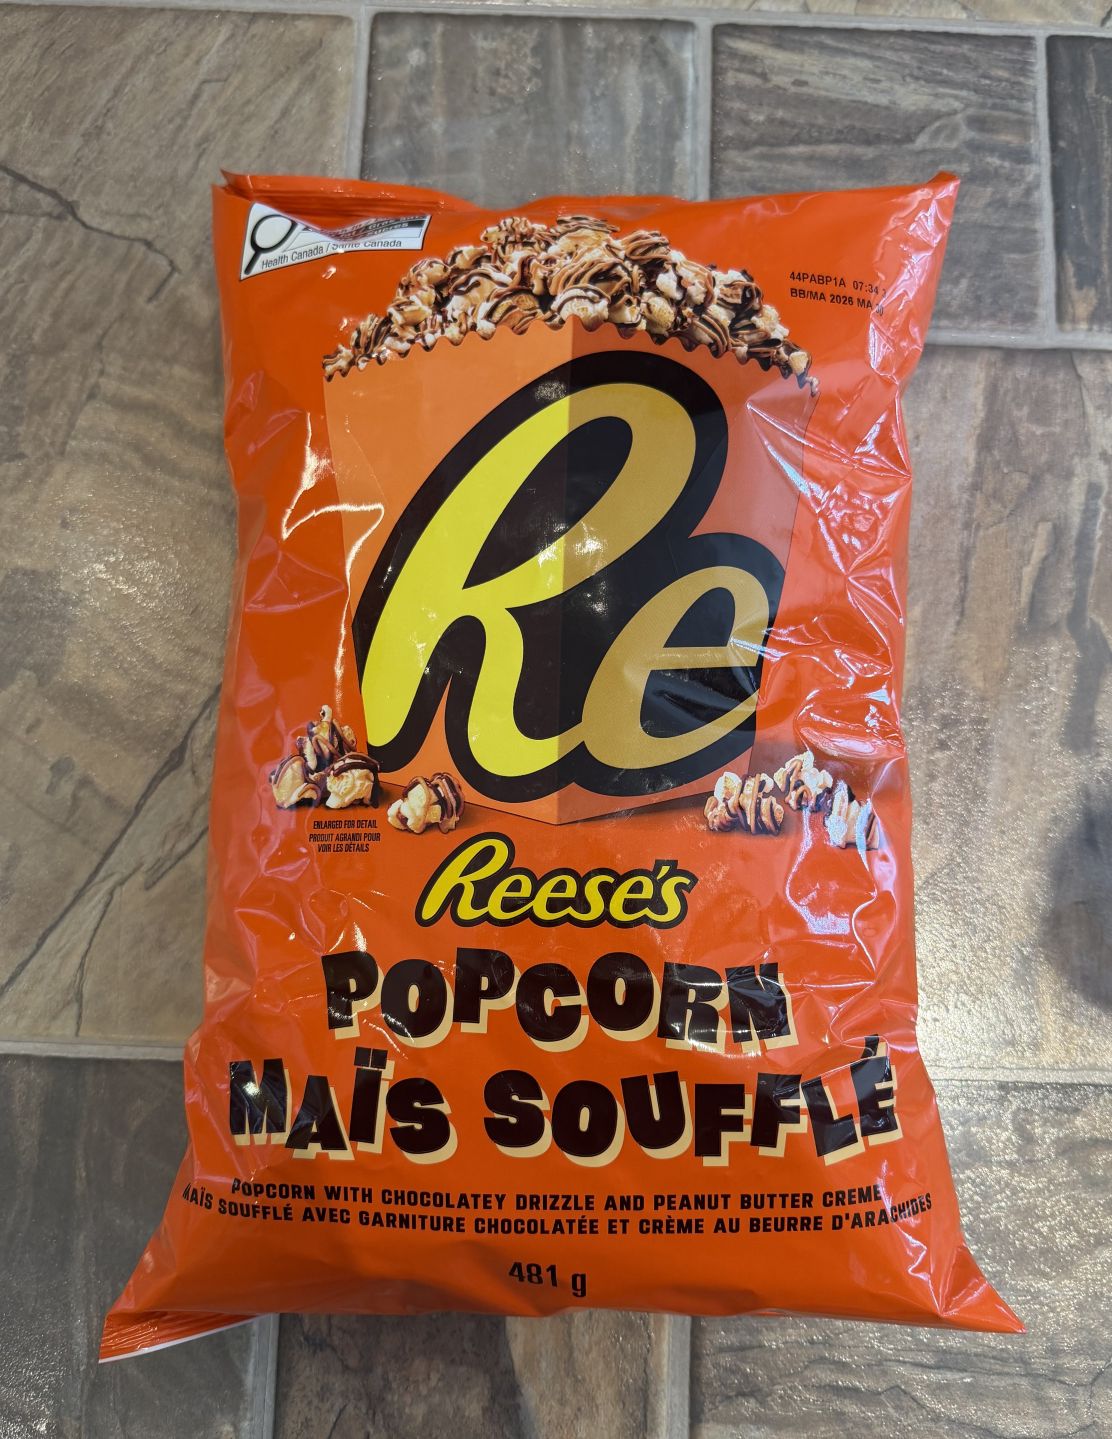 Health Canada / Santé Canada
44PABP1A 07:34
BB/MA 2026 MA
Re
ENLARGED FOR DETAIL
PRODUIT AGRANDI POUR
VOIR LES DÉTAILS
Reese's
POPCORN
MAÏS SOUFFLÉ
POPCORN WITH CHOCOLATEY DRIZZLE AND PEANUT BUTTER CREME
MAÏS SOUFFLÉ AVEC GARNITURE CHOCOLATÉE ET CRÈME AU BEURRE D'ARACHIDES
481 g